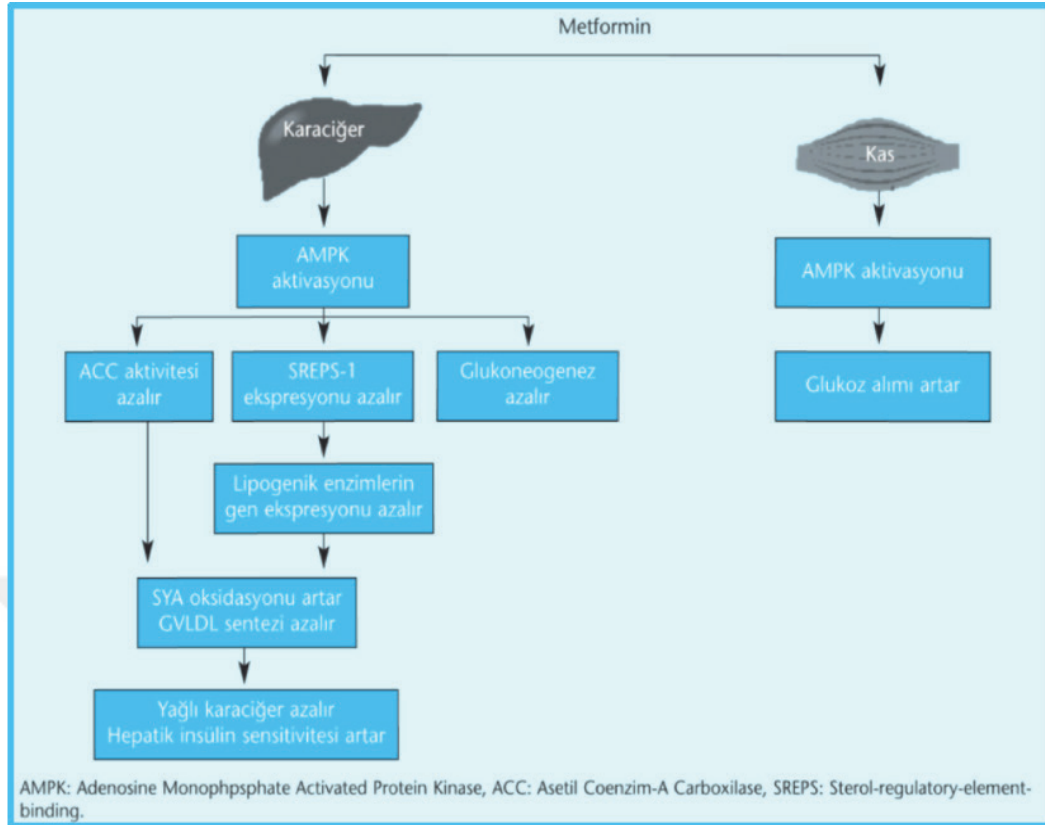 Metformin
Karaciğer
Kas
AMPK
aktivasyonu
AMPK aktivasyonu
ACC aktivitesi
azalır
SREPS-1
ekspresyonu azalır
Glukoneogenez
azalır
Glukoz alımı artar
Lipogenik enzimlerin
gen ekspresyonu azalır
SYA oksidasyonu artar
GVLDL sentezi azalır
Yağlı karaciğer azalır
Hepatik insülin sensitivitesi artar
AMPK: Adenosine Monophpsphate Activated Protein Kinase, ACC: Asetil Coenzim-A Carboxilase, SREPS: Sterol-regulatory-element-
binding.